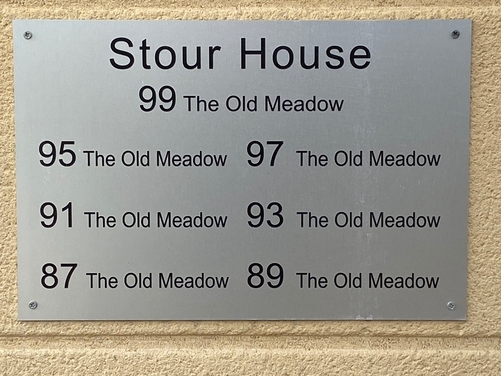 Stour House
99 The Old Meadow
95 The Old Meadow 97 The Old Meadow
91 The Old Meadow 93 The Old Meadow
87 The Old Meadow 89 The Old Meadow